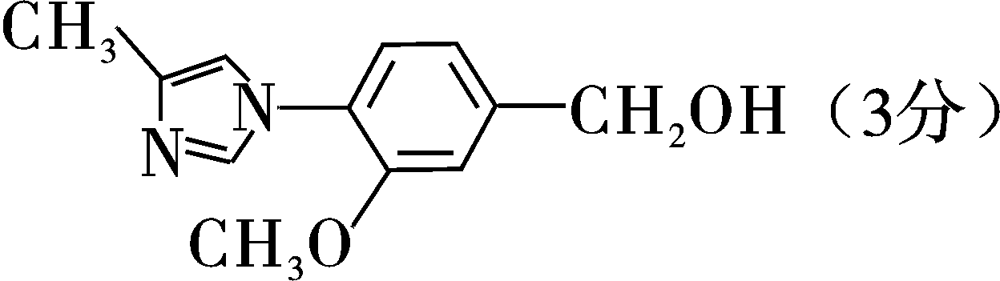 CH₃
N
N
CH₂OH（3分）
CH₃O